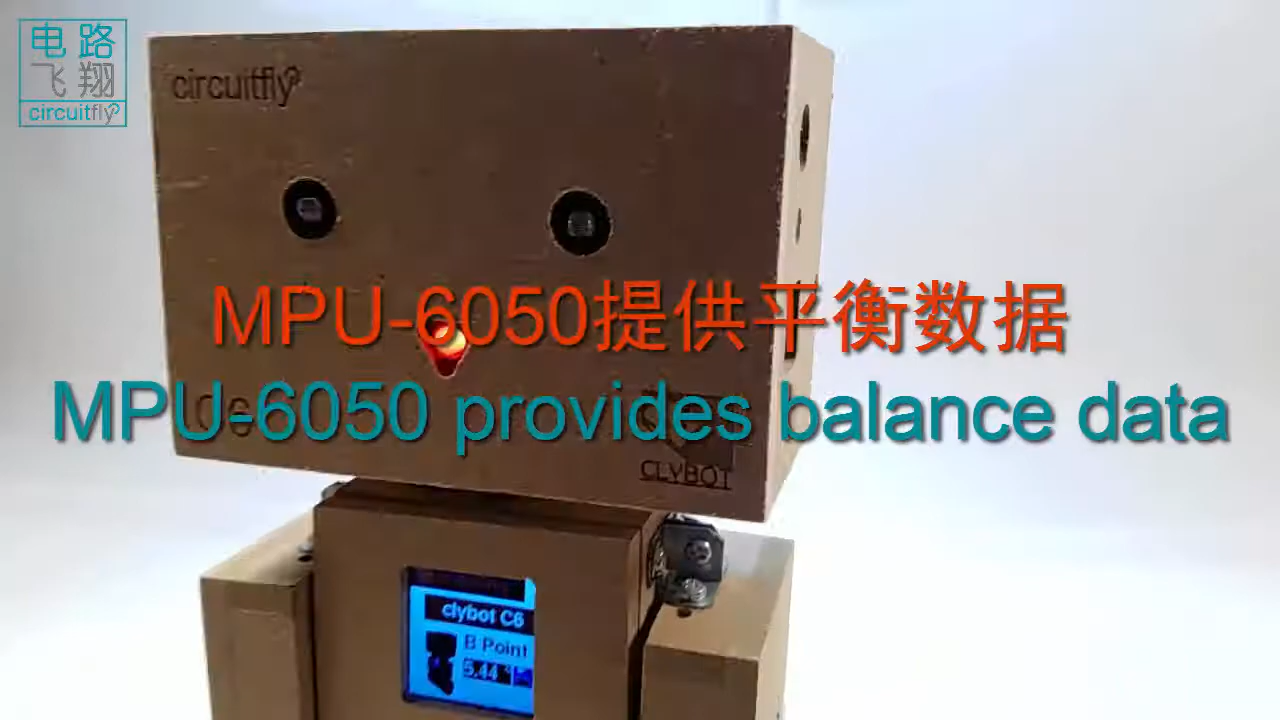 电路
飞翔
circuitfly
circuitfly
MPU-6050提供平衡数据
MPU-6050 provides balance data
CLYBOT
clybot C6
B Point
5.44